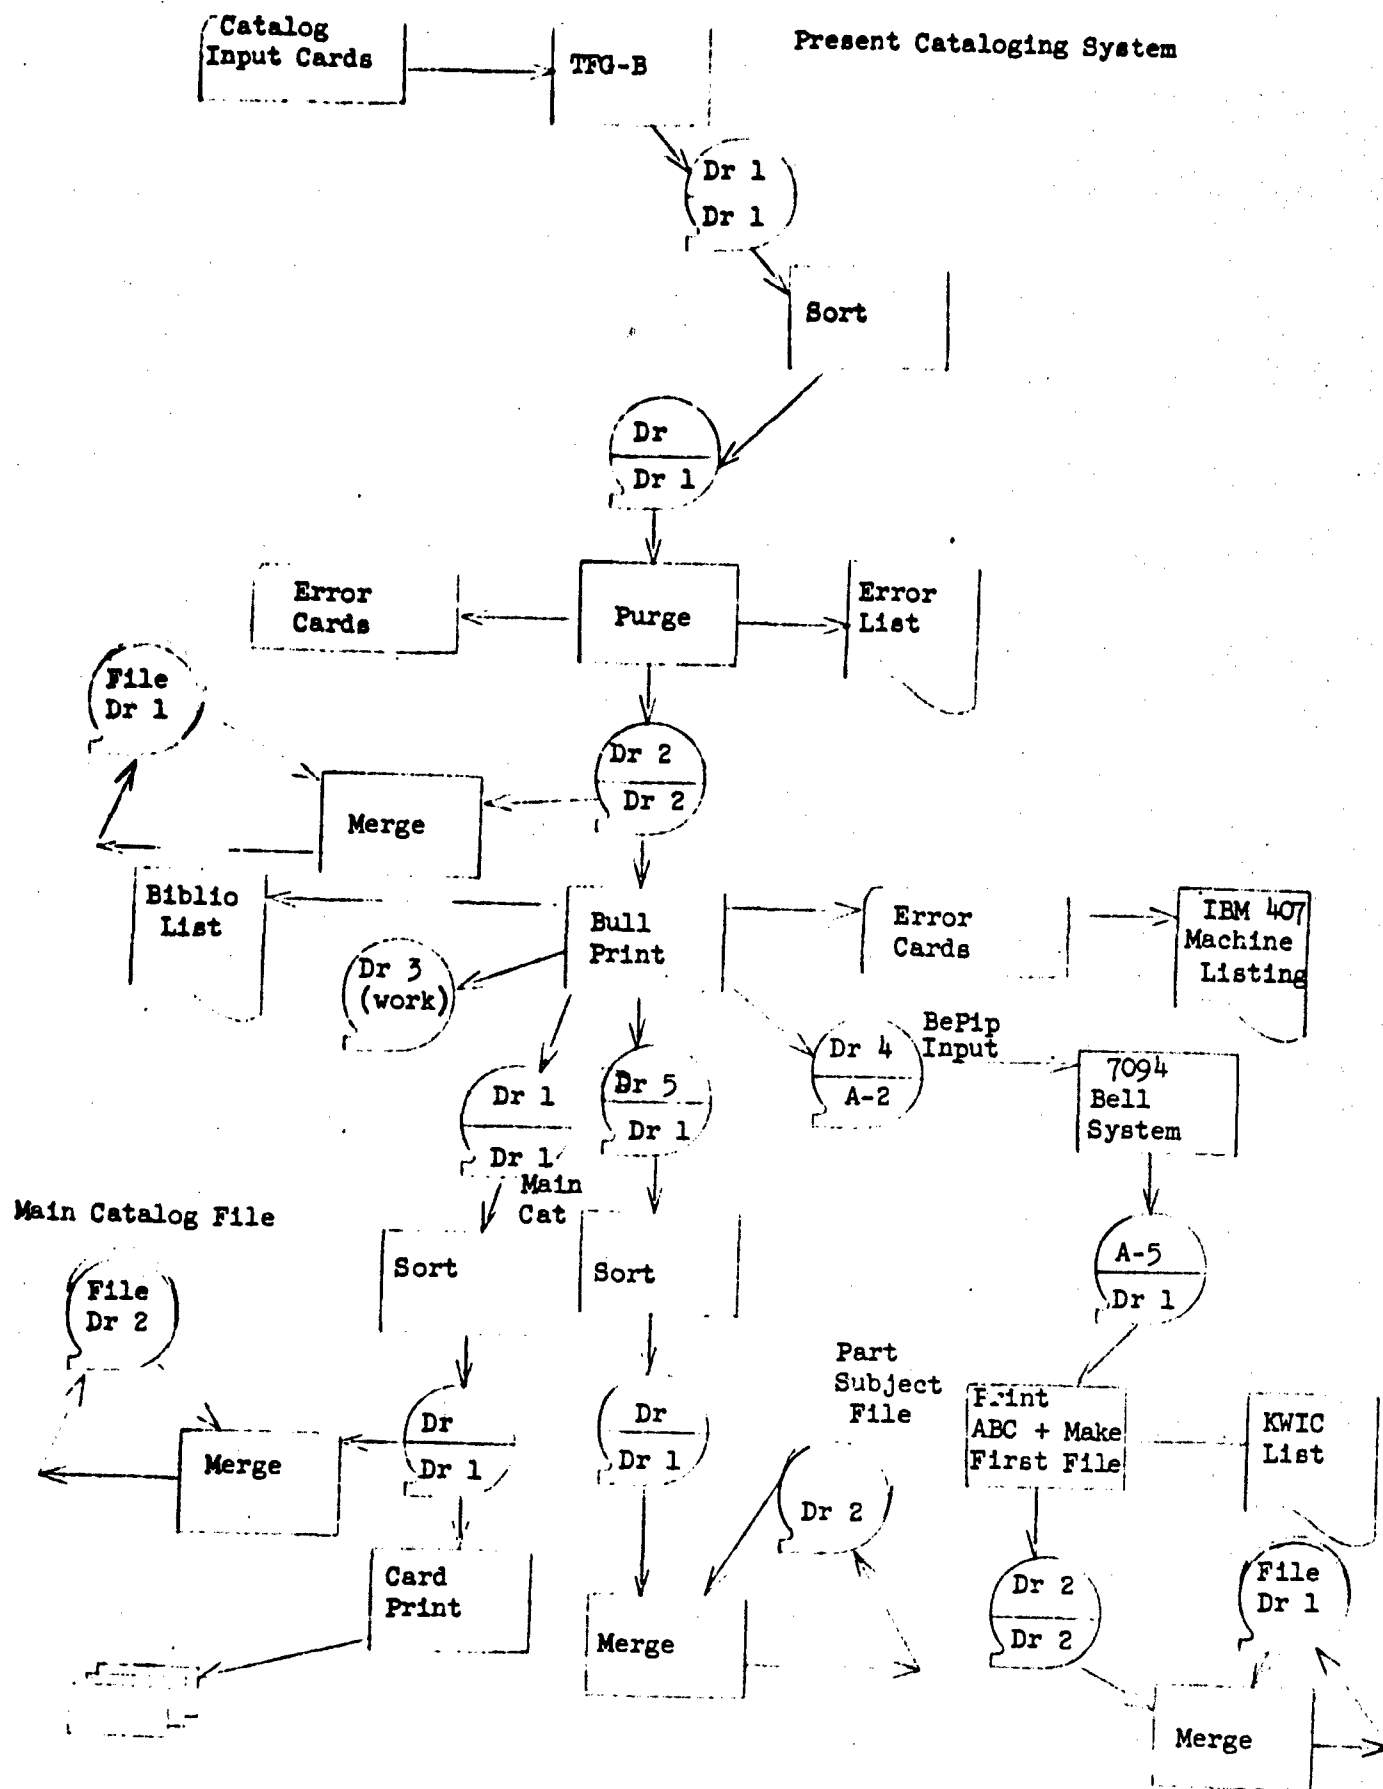 Catalog
Input Cards
TFG-B
Present Cataloging System
Dr 1
Dr 1
Sort
Dr
Dr 1
Error
Cards
Purge
Error
List
File
Dr 1
Dr 2
Dr 2
Merge
Biblio
List
Bull
Print
Error
Cards
IBM 407
Machine
Listing
Dr 3
(work)
Dr 4
A-2
BePip
Input
7094
Bell
System
Dr 1
Dr 1
Main
Cat
Dr 5
Dr 1
Main Catalog File
Sort
Sort
A-5
Dr 1
File
Dr 2
Part
Subject
File
Print
ABC + Make
First File
KWIC
List
Merge
Dr
Dr 1
Dr
Dr 1
Dr 2
Card
Print
Dr 2
Dr 2
File
Dr 1
Merge
Merge